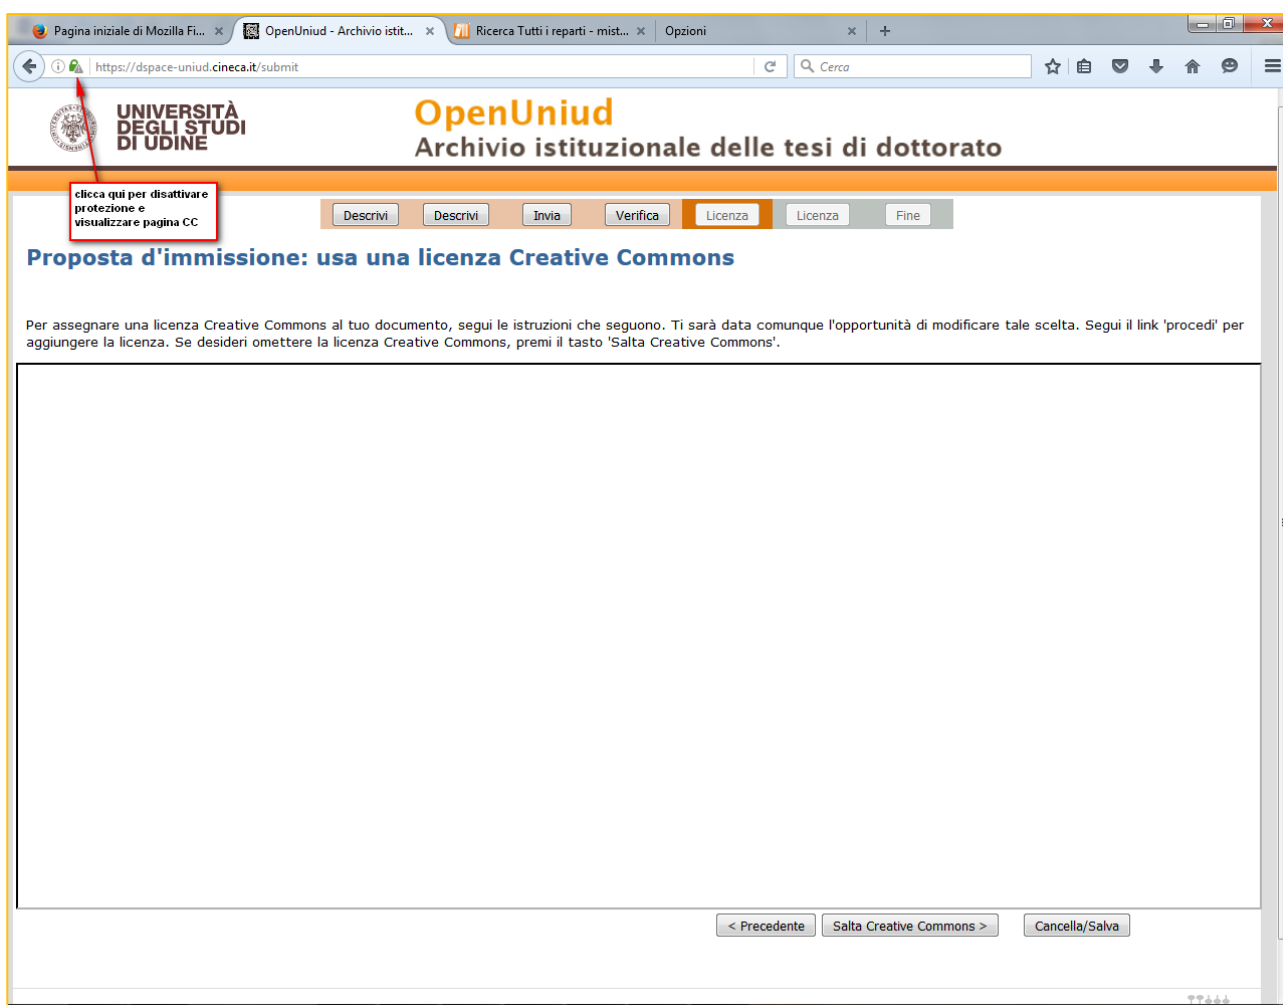 Pagina iniziale di Mozilla Fi...
OpenUniud - Archivio istit...
Ricerca Tutti i reparti - mist...
Opzioni
https://dspace-uniud.cineca.it/submit
Cerca
UNIVERSITÀ
DEGLI STUDI
DI UDINE
OpenUniud
Archivio istituzionale delle tesi di dottorato
clicca qui per disattivare
protezione e
visualizzare pagina CC
Descrivi
Descrivi
Invia
Verifica
Licenza
Licenza
Fine
Proposta d'immissione: usa una licenza Creative Commons
Per assegnare una licenza Creative Commons al tuo documento, segui le istruzioni che seguono. Ti sarà data comunque l'opportunità di modificare tale scelta. Segui il link 'procedi' per
aggiungere la licenza. Se desideri omettere la licenza Creative Commons, premi il tasto 'Salta Creative Commons'.
< Precedente
Salta Creative Commons >
Cancella/Salva